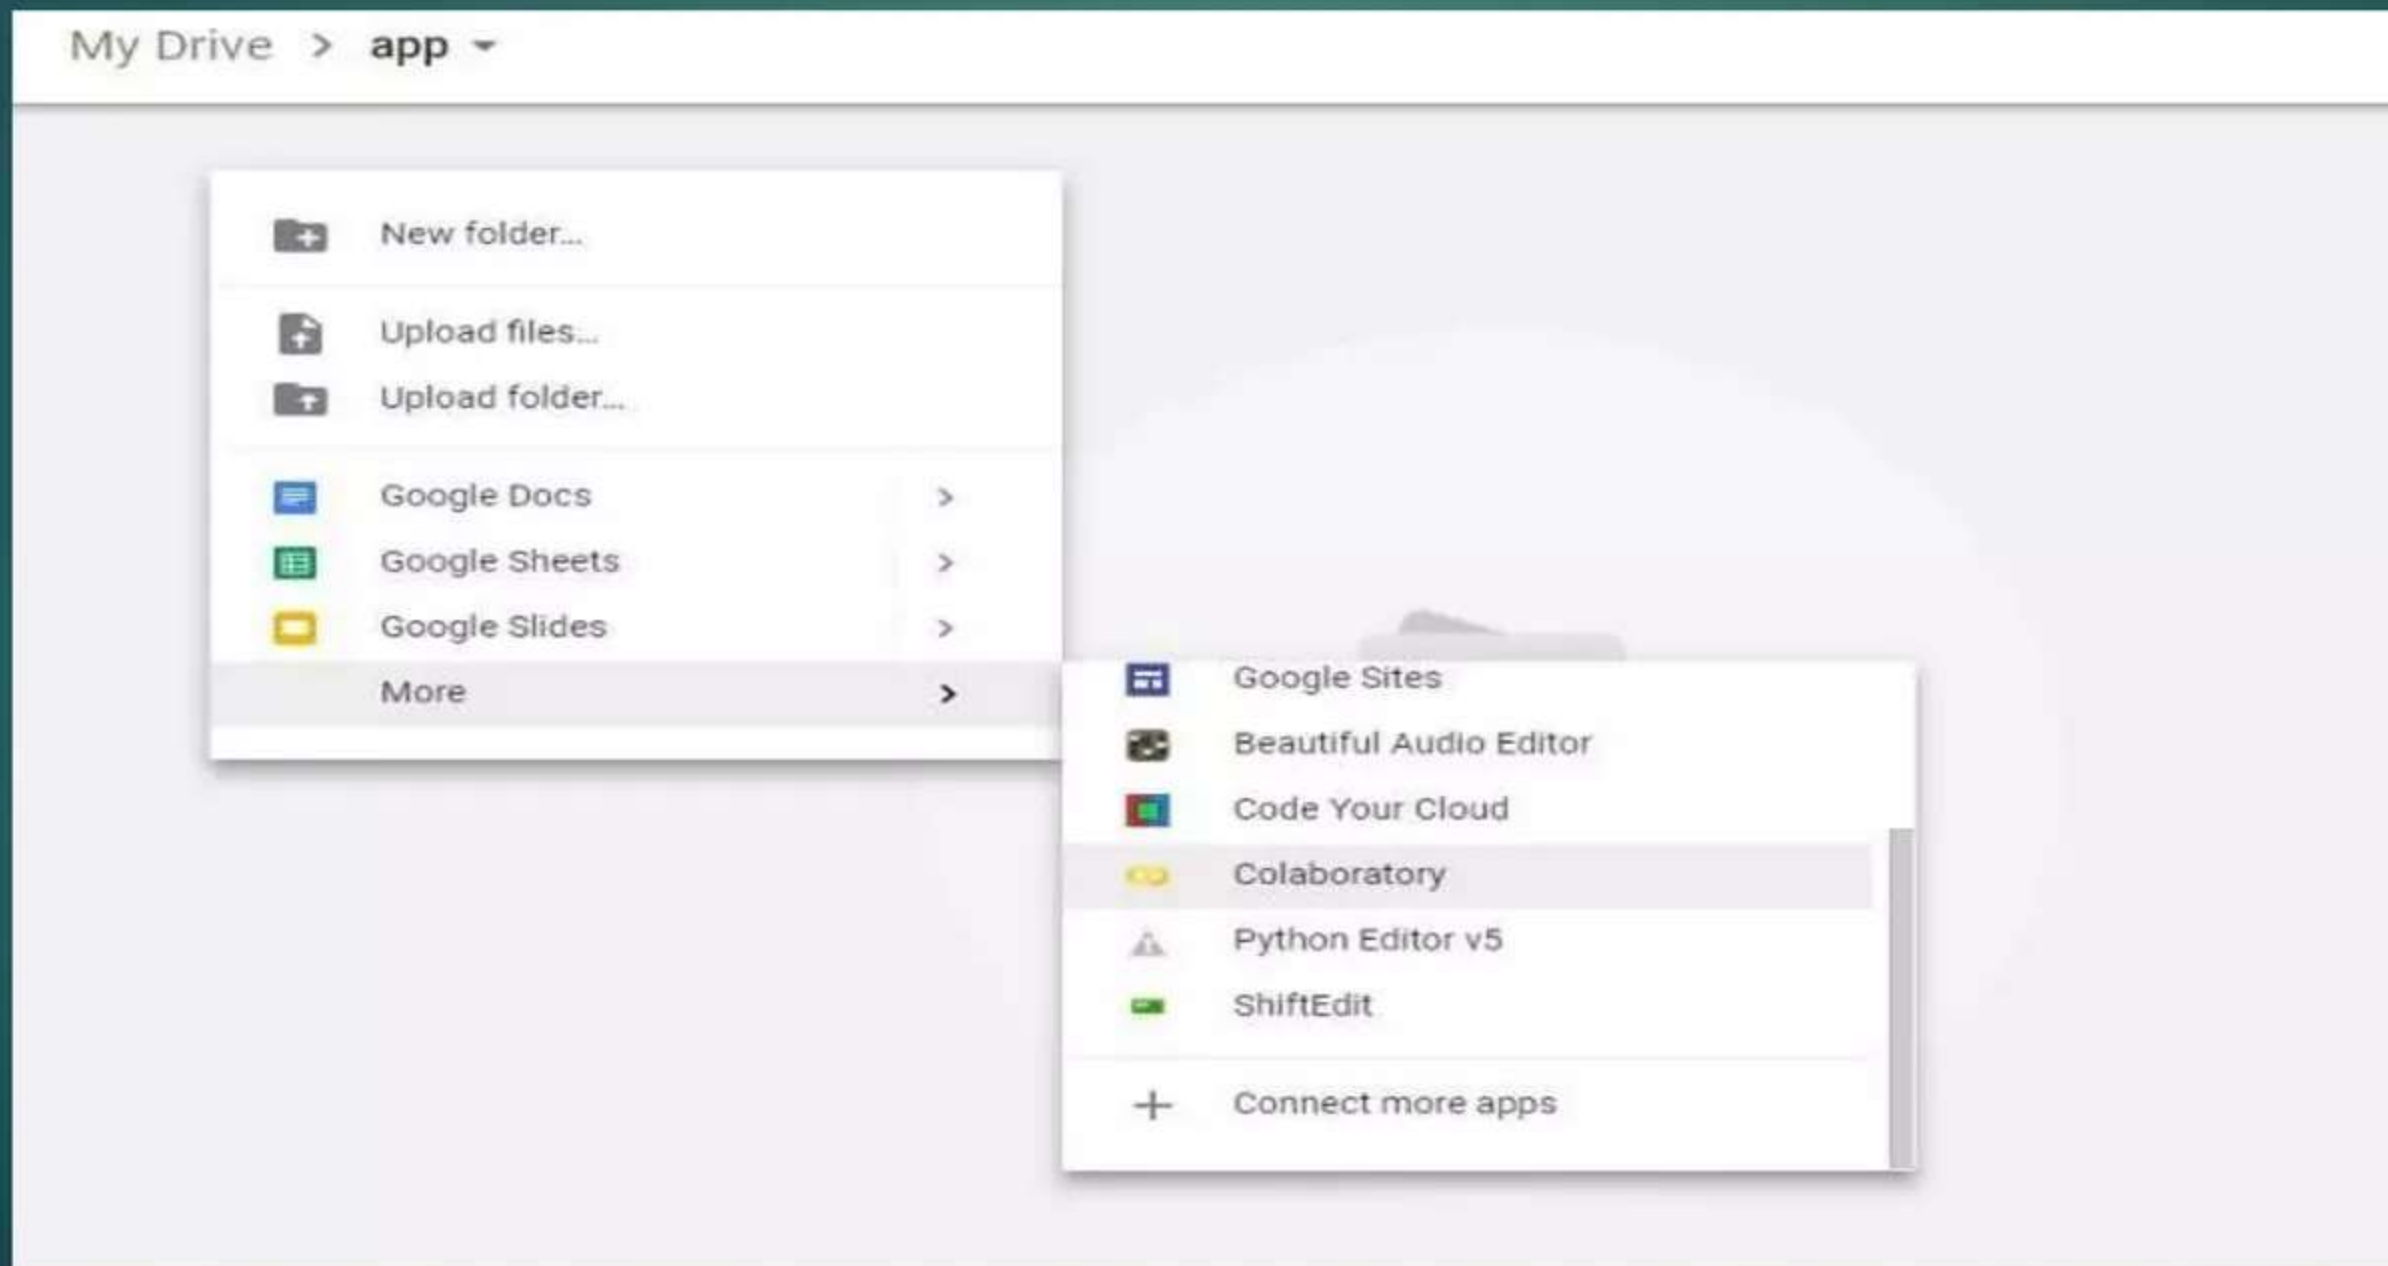 My Drive > app
New folder...
Upload files...
Upload folder...
Google Docs >
Google Sheets >
Google Slides >
More >
Google Sites
Beautiful Audio Editor
Code Your Cloud
Colaboratory
Python Editor v5
ShiftEdit
+ Connect more apps